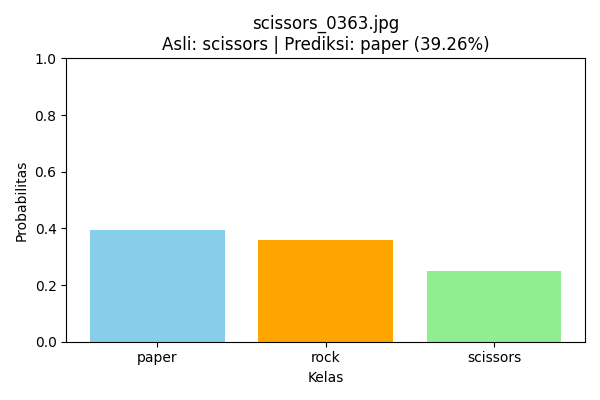 scissors_0363.jpg
Asli: scissors | Prediksi: paper (39.26%)
1.0
0.8
0.6
0.4
0.2
0.0
Probabilitas
paper rock scissors
Kelas